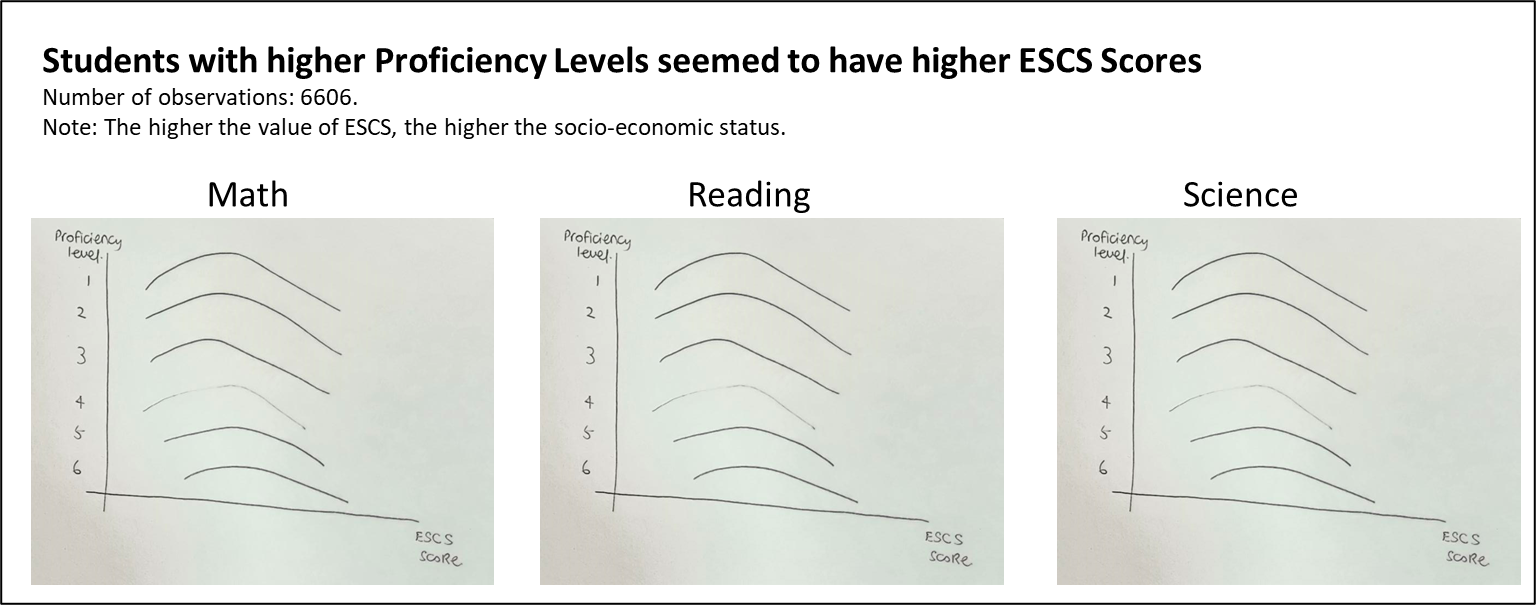 Students with higher Proficiency Levels seemed to have higher ESCS Scores
Number of observations: 6606.
Note: The higher the value of ESCS, the higher the socio-economic status.
Math
Proficiency
level.
1
2
3
4
5
6
ESCS
SCoRe
Reading
Proficiency
level.
1
2
3
4
5
6
ESCS
SCoRe
Science
Proficiency
level.
1
2
3
4
5
6
ESCS
SCoRe